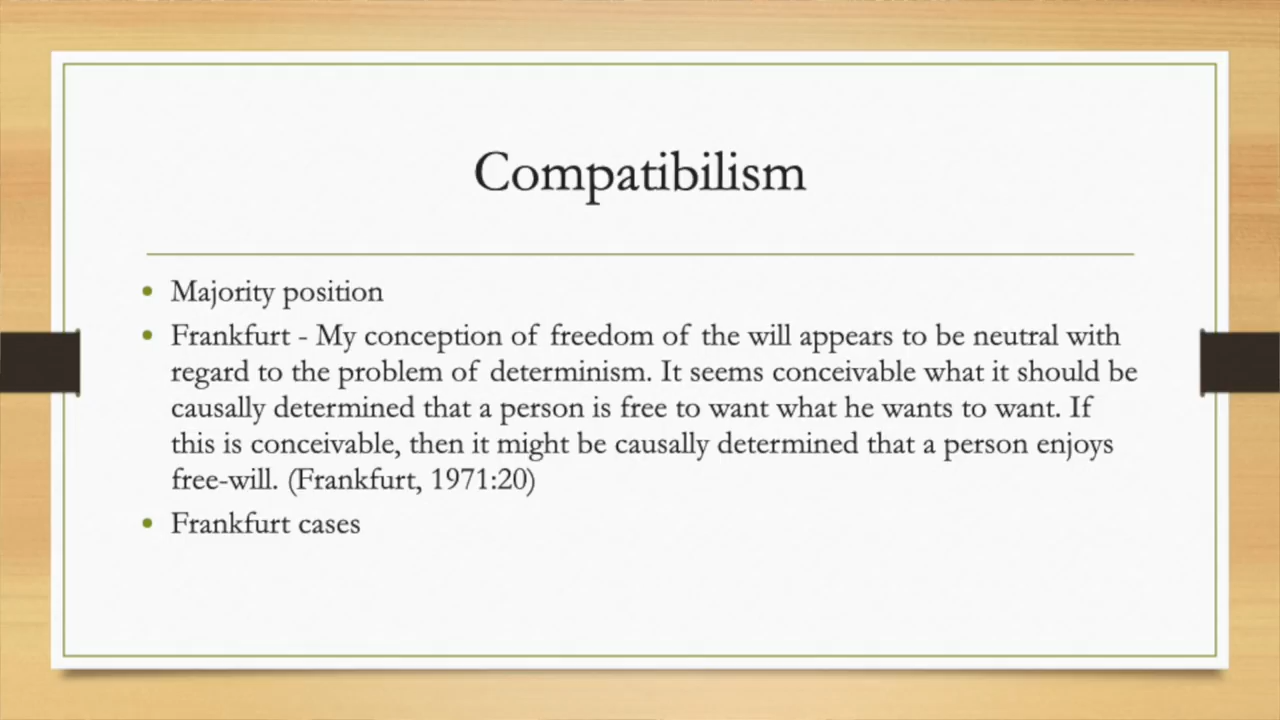 Compatibilism
• Majority position
• Frankfurt - My conception of freedom of the will appears to be neutral with
regard to the problem of determinism. It seems conceivable what it should be
causally determined that a person is free to want what he wants to want. If
this is conceivable, then it might be causally determined that a person enjoys
free-will. (Frankfurt, 1971:20)
• Frankfurt cases